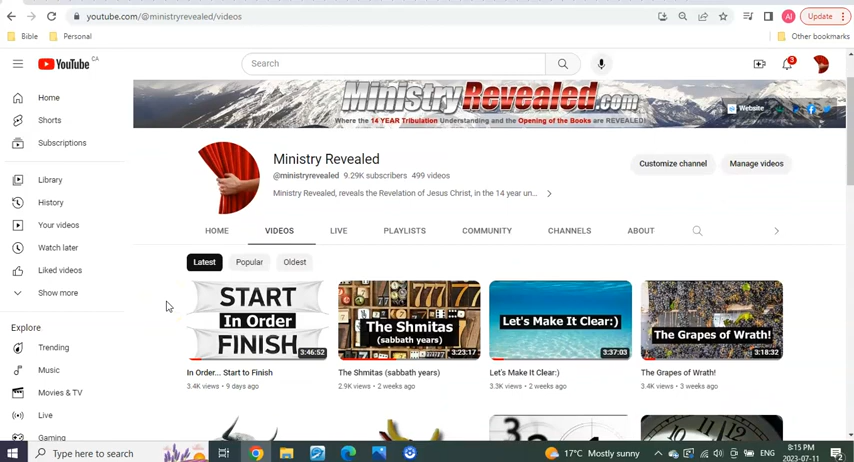 youtube.com/@ministryrevealed/videos
AI
Update
Bible
Personal
Other bookmarks
YouTube CA
Search
3
MinistryRevealed.com
Website
Where the 14 YEAR Tribulation Understanding and the Opening of the Books are REVEALED!
Home
Shorts
Subscriptions
Library
History
Your videos
Watch later
Liked videos
Show more
Explore
Trending
Music
Movies & TV
Live
Gaming
Ministry Revealed
@ministryrevealed 9.29K subscribers 499 videos
Ministry Revealed, reveals the Revelation of Jesus Christ, in the 14 year un...
Customize channel
Manage videos
HOME VIDEOS LIVE PLAYLISTS COMMUNITY CHANNELS ABOUT
Latest Popular Oldest
START
In Order
FINISH
3:46:52
In Order... Start to Finish
3.4K views • 9 days ago
777
The Shmitas
(sabbath years)
3:23:17
The Shmitas (sabbath years)
2.9K views • 2 weeks ago
Let's Make It Clear:)
3:37:03
Let's Make It Clear:)
3.3K views • 2 weeks ago
The Grapes of Wrath!
3:18:32
The Grapes of Wrath!
3.4K views • 3 weeks ago
Type here to search
17°C Mostly sunny
ENG
8:15 PM
2023-07-11
2